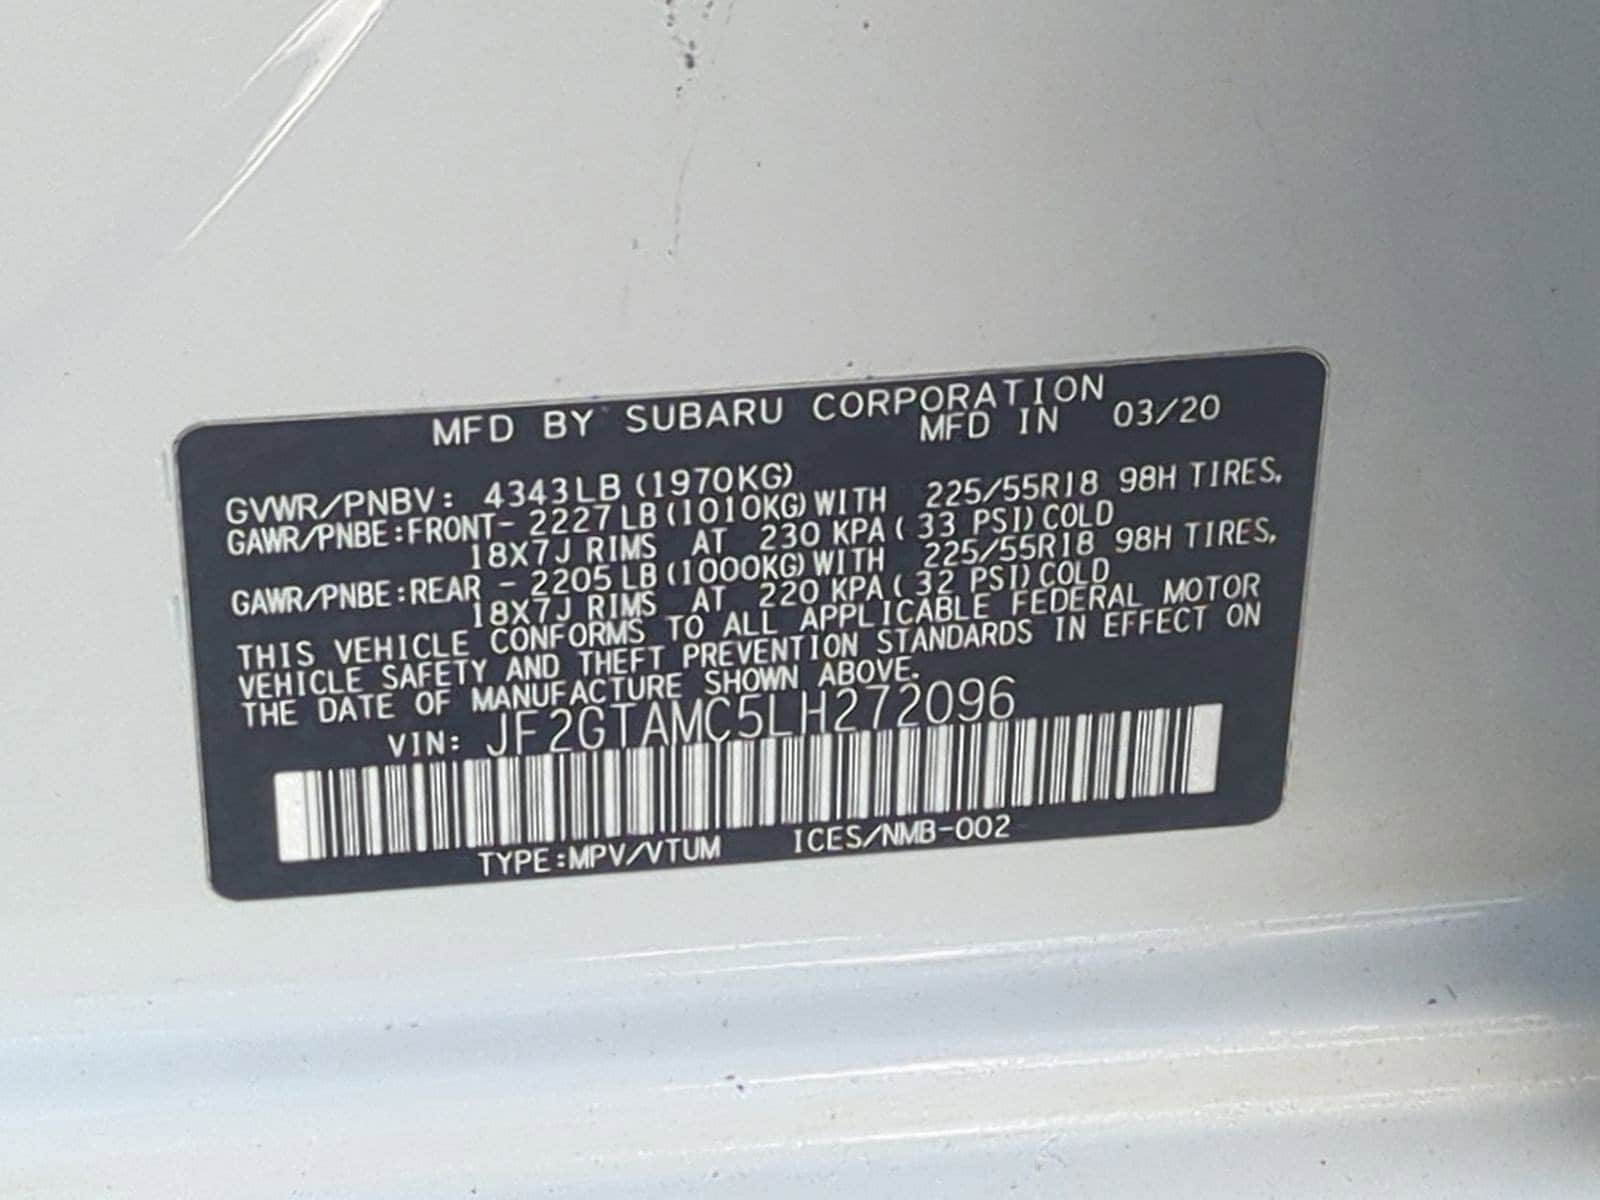 MFD BY SUBARU CORPORATION
MFD IN 03/20
GVWR/PNBV: 4343LB (1970KG)
GAWR/PNBE:FRONT- 2227LB(1010KG)WITH 225/55R18 98H TIRES,
18X7J RIMS AT 230 KPA( 33 PSI)COLD
GAWR/PNBE:REAR - 2205LB(1000KG)WITH 225/55R18 98H TIRES,
18X7J RIMS AT 220 KPA( 32 PSI)COLD
THIS VEHICLE CONFORMS TO ALL APPLICABLE FEDERAL MOTOR
VEHICLE SAFETY AND THEFT PREVENTION STANDARDS IN EFFECT ON
THE DATE OF MANUFACTURE SHOWN ABOVE.
VIN: JF2GTAMC5LH272096
TYPE:MPV/VTUM ICES/NMB-002